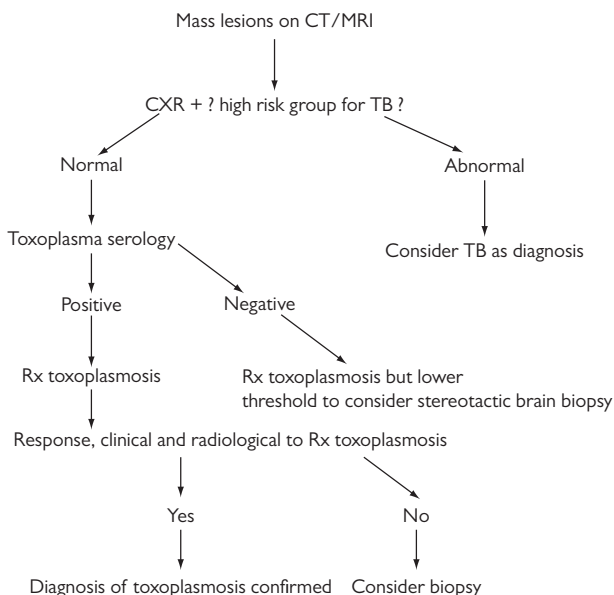 Mass lesions on CT/MRI
CXR + ? high risk group for TB ?
Normal
Abnormal
Toxoplasma serology
Consider TB as diagnosis
Positive
Negative
Rx toxoplasmosis
Rx toxoplasmosis but lower
threshold to consider stereotactic brain biopsy
Response, clinical and radiological to Rx toxoplasmosis
Yes
No
Diagnosis of toxoplasmosis confirmed
Consider biopsy